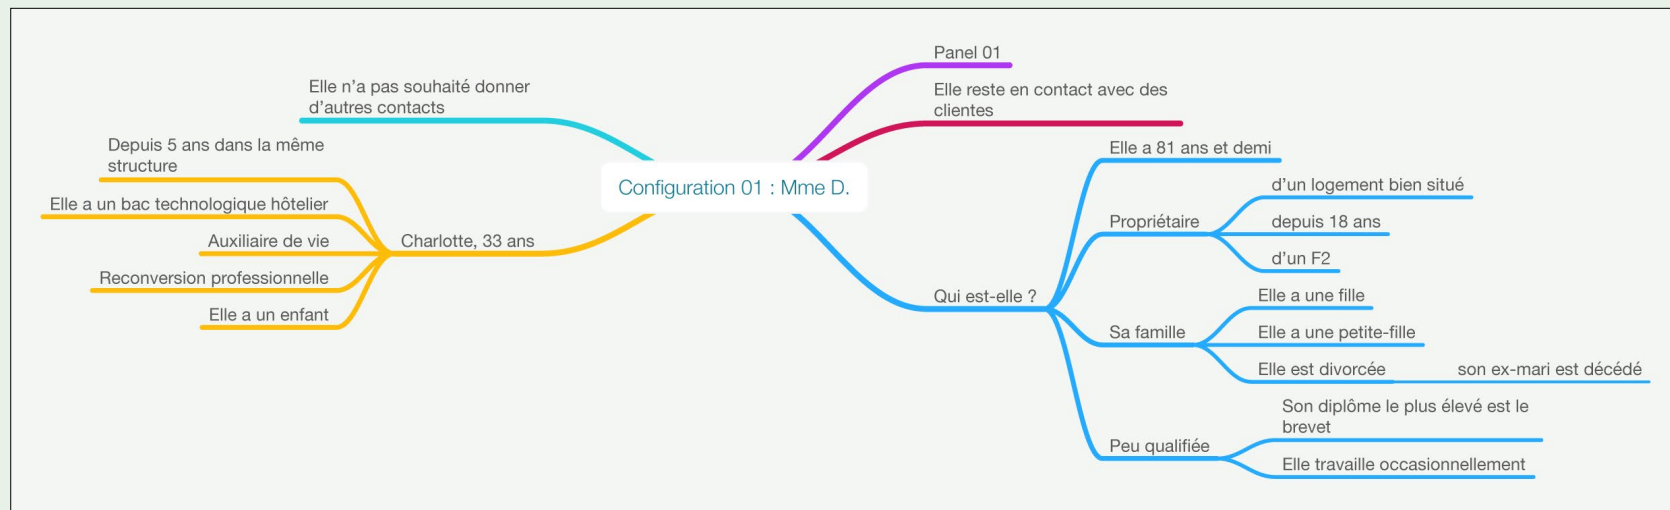 Configuration 01 : Mme D.
Panel 01
Elle reste en contact avec des
clientes
Qui est-elle ?
Elle a 81 ans et demi
Propriétaire
d’un logement bien situé
depuis 18 ans
d’un F2
Sa famille
Elle a une fille
Elle a une petite-fille
Elle est divorcée
son ex-mari est décédé
Peu qualifiée
Son diplôme le plus élevé est le
brevet
Elle travaille occasionnellement
Elle n’a pas souhaité donner
d’autres contacts
Charlotte, 33 ans
Depuis 5 ans dans la même
structure
Elle a un bac technologique hôtelier
Auxiliaire de vie
Reconversion professionnelle
Elle a un enfant